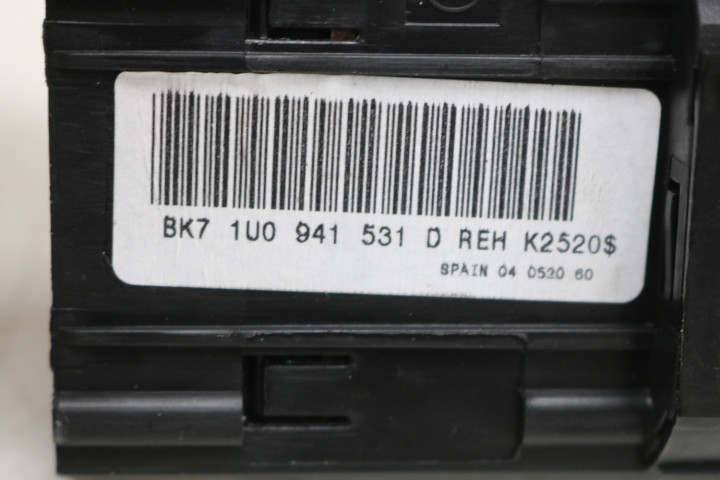 BK7 1U0 941 531 D REH K2520$
SPAIN 04 0520 60